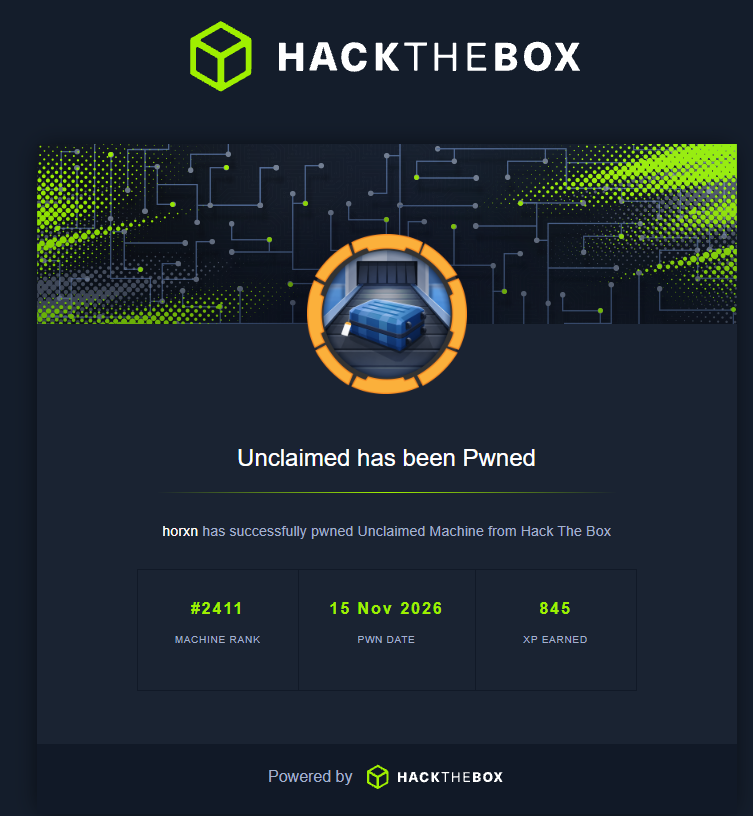 HACKTHEBOX
Unclaimed has been Pwned
horxn has successfully pwned Unclaimed Machine from Hack The Box
#2411
MACHINE RANK
15 Nov 2026
PWN DATE
845
XP EARNED
Powered by HACKTHEBOX